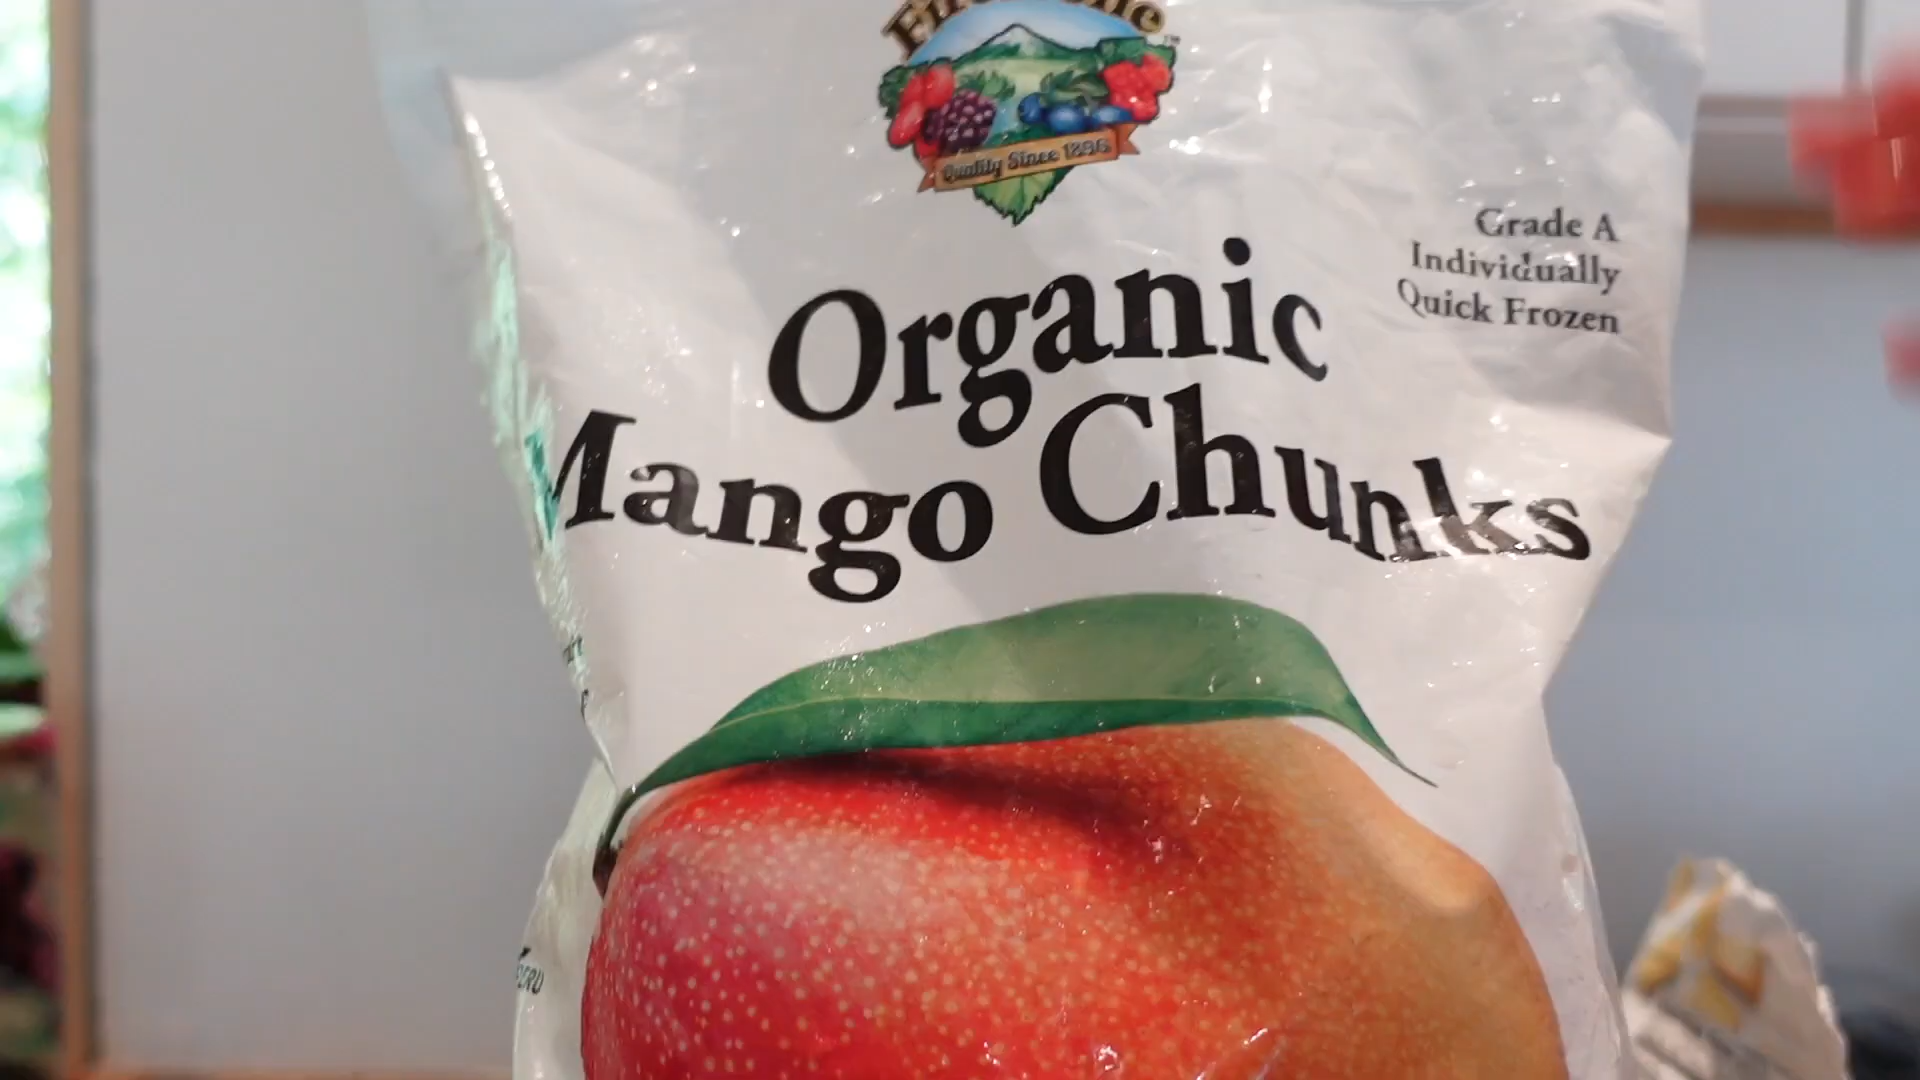 Quality Since 1896
Grade A
Individually
Quick Frozen
Organic
Mango Chunks